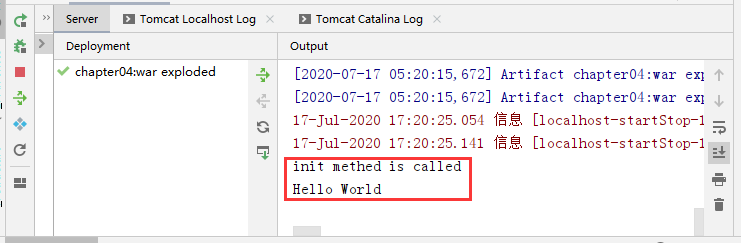 Server
Tomcat Localhost Log
Tomcat Catalina Log
Deployment
Output
chapter04:war exploded
[2020-07-17 05:20:15,672] Artifact chapter04:war exp
[2020-07-17 05:20:15,672] Artifact chapter04:war exp
17-Jul-2020 17:20:25.054 信息 [localhost-startStop-1
17-Jul-2020 17:20:25.141 信息 [localhost-startStop-1
init methed is called
Hello World